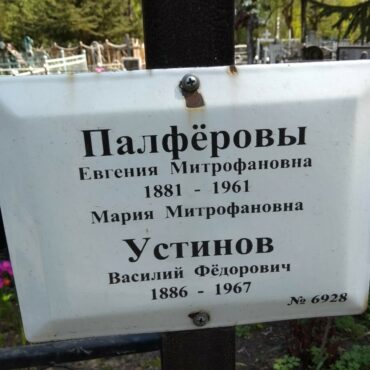 Палфёровы
Евгения Митрофановна
1881 - 1961
Мария Митрофановна
Устинов
Василий Фёдорович
1886 - 1967
№ 6928